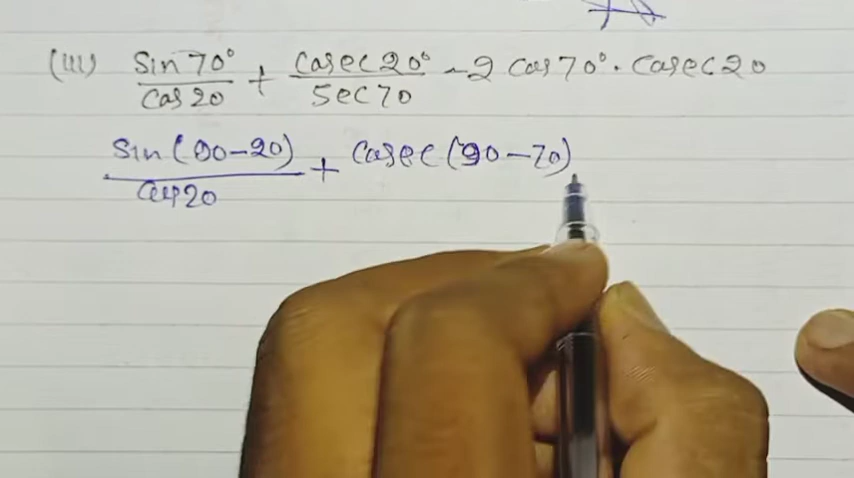 (III) sin 70° / cos 20 + cosec 20° / sec 70 - 2 cos 70° . cosec 20
sin (90-20) / cos 20 + cosec (90-70)